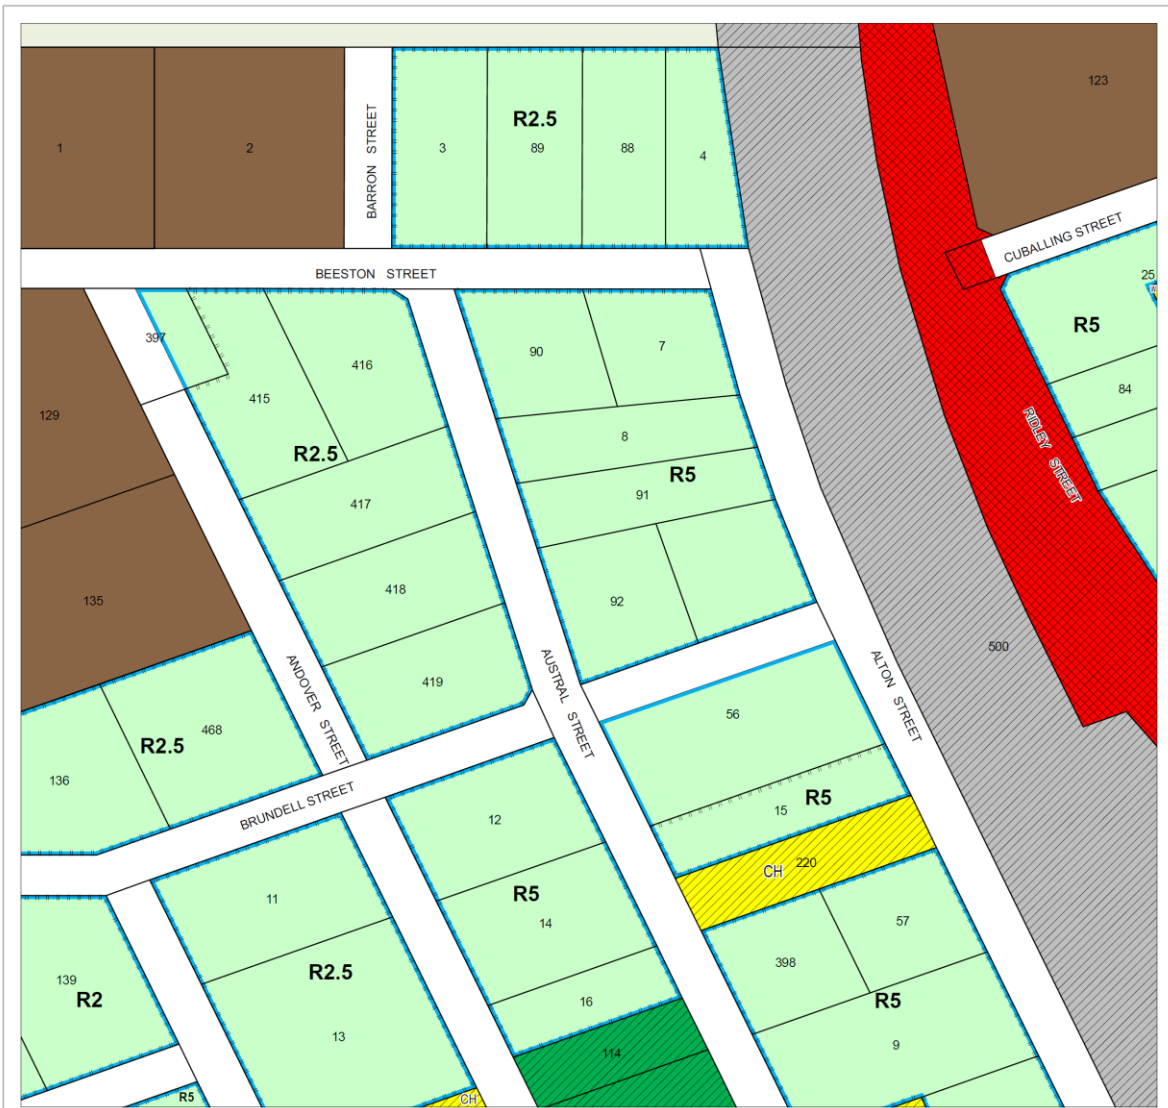 123
R2.5
1
2
BARRON STREET
3
89
88
4
CUBALLING STREET
BEESTON STREET
25
R5
397
90
7
416
415
84
129
8
RIDLEY STREET
R2.5
R5
91
417
418
135
92
500
ANDOVER STREET
AUSTRAL STREET
ALTON STREET
419
56
468
R2.5
136
BRUNDELL STREET
R5
15
12
220
CH
11
R5
14
57
398
139
R2.5
R2
16
R5
13
9
114
R5
CH